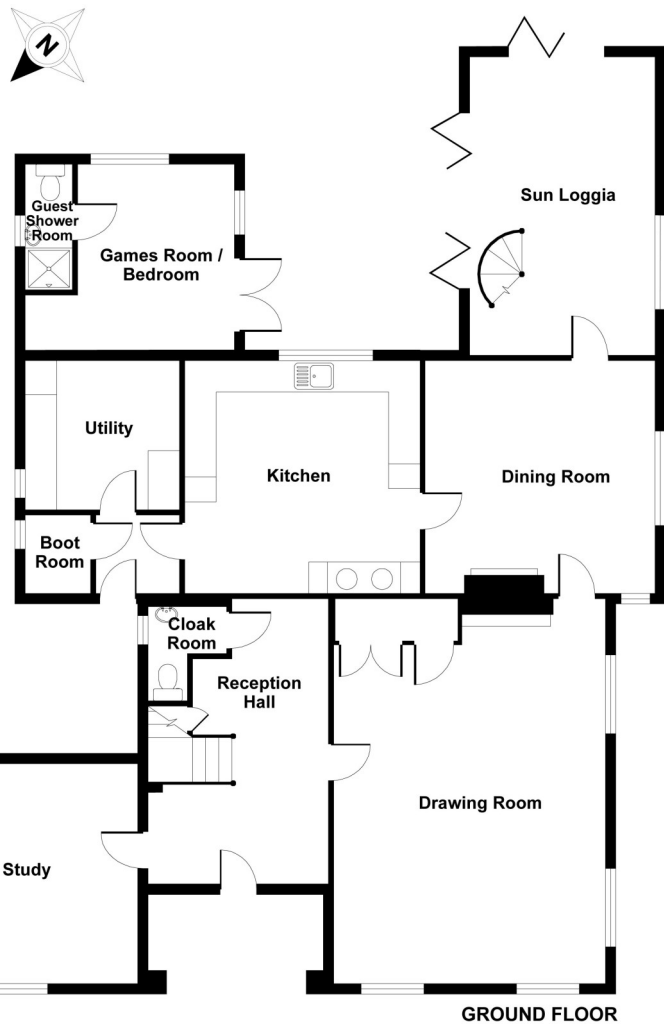 N
Sun Loggia
Guest
Shower
Room
Games Room /
Bedroom
Utility
Kitchen
Dining Room
Boot
Room
Cloak
Room
Reception
Hall
Drawing Room
Study
GROUND FLOOR